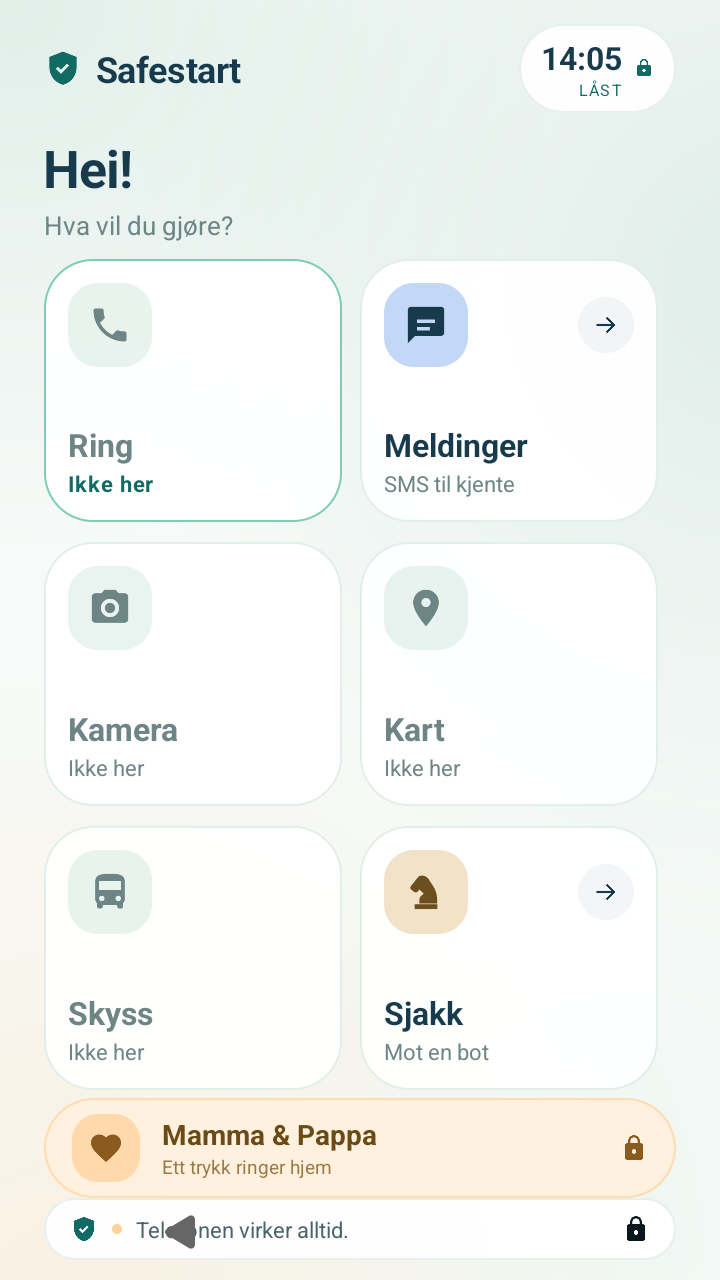 Safestart
14:05
LÅST
Hei!
Hva vil du gjøre?
Ring
Ikke her
Meldinger
SMS til kjente
Kamera
Ikke her
Kart
Ikke her
Skyss
Ikke her
Sjakk
Mot en bot
Mamma & Pappa
Ett trykk ringer hjem
virker alltid.